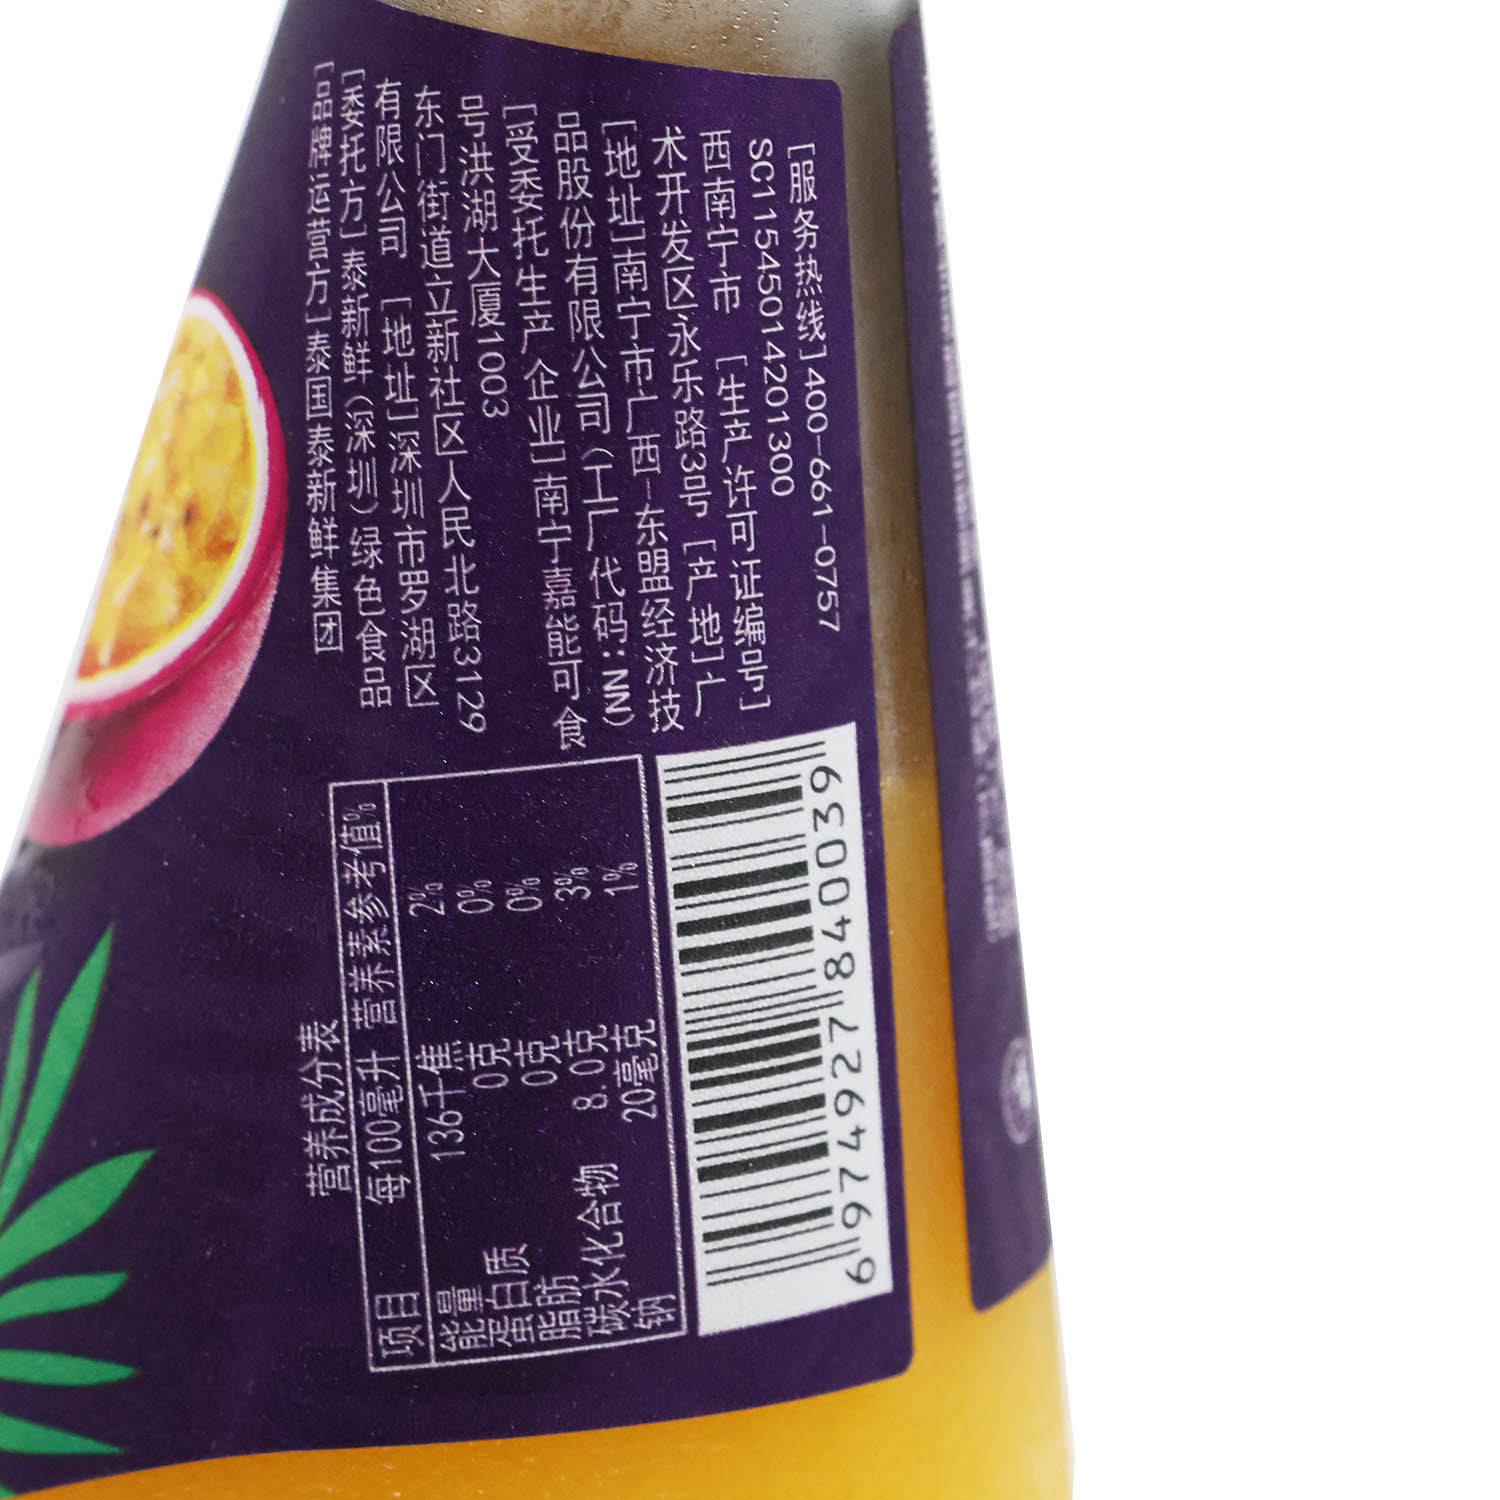 [品牌运营方]泰国泰新鲜集团
[委托方]泰新鲜(深圳)绿色食品
有限公司 [地址]深圳市罗湖区
东门街道立新社区人民北路3129
号洪湖大厦1003
[受委托生产企业]南宁嘉能可食
品股份有限公司(工厂代码:NN)
[地址]南宁市广西-东盟经济技
术开发区永乐路3号 [产地]广
西南宁市 [生产许可证编号]
SC11545014201300
[服务热线]400-661-0757
营养成分表
项目 每100毫升 营养素参考值%
能量 136千焦 2%
蛋白质 0克 0%
脂肪 0克 0%
碳水化合物 8.0克 3%
钠 20毫克 1%
6974927840039